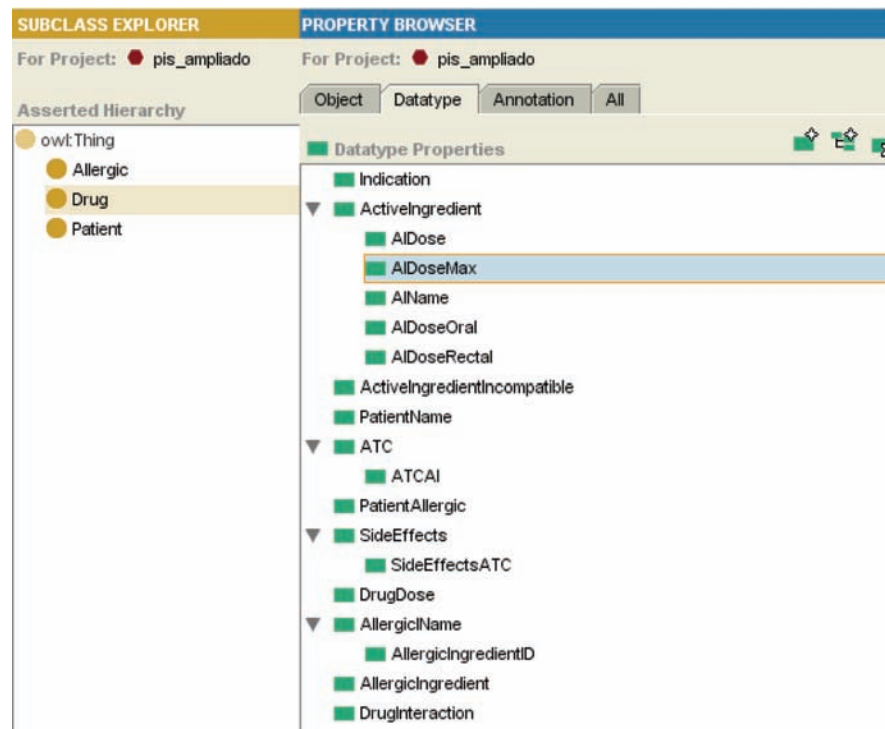 SUBCLASS EXPLORER
For Project: pis_ampliado
Asserted Hierarchy
owl:Thing
Allergic
Drug
Patient
PROPERTY BROWSER
For Project: pis_ampliado
Object Datatype Annotation All
Datatype Properties
Indication
ActiveIngredient
AIDose
AIDoseMax
AIName
AIDoseOral
AIDoseRectal
ActiveIngredientIncompatible
PatientName
ATC
ATCAI
PatientAllergic
SideEffects
SideEffectsATC
DrugDose
AllergicIName
AllergicIngredientID
AllergicIngredient
DrugInteraction